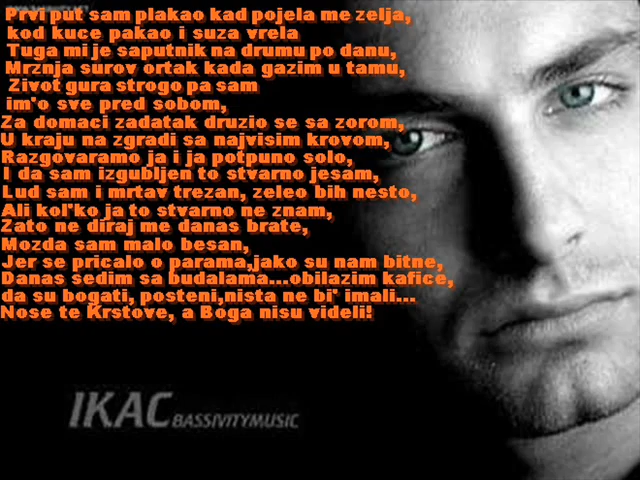 Prvi put sam plakao kad pojela me zelja,
kod kuce pakao i suza vrela
Tuga mi je saputnik na drumu po danu,
Mrznja surov ortak kada gazim u tamu,
Zivot gura strogo pa sam
im'o sve pred sobom,
Za domaci zadatak druzio se sa zorom,
U kraju na zgradi sa najvisim krovom,
Razgovaramo ja i ja potpuno solo,
I da sam izgubljen to stvarno jesam,
Lud sam i mrtav trezan, zeleo bih nesto,
Ali kol'ko ja to stvarno ne znam,
Zato ne diraj me danas brate,
Mozda sam malo besan,
Jer se pricalo o parama,jako su nam bitne,
Danas sedim sa budalama...obilazim kafice,
da su bogati, posteni,nista ne bi' imali...
Nose te Krstove, a Boga nisu videli!
IKAC BASSIVITYMUSIC